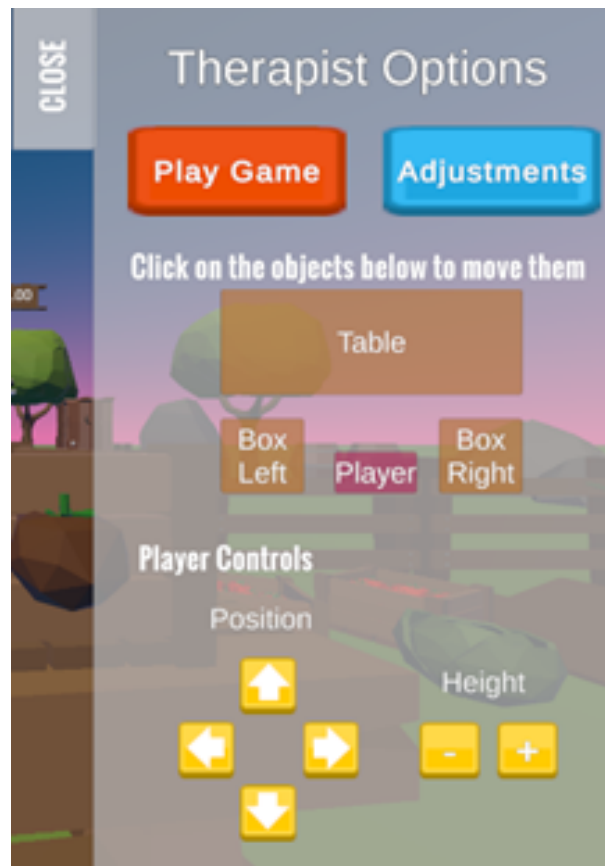 CLOSE
Therapist Options
Play Game
Adjustments
Click on the objects below to move them
Table
Box
Left
Player
Box
Right
Player Controls
Position
Height
-
+